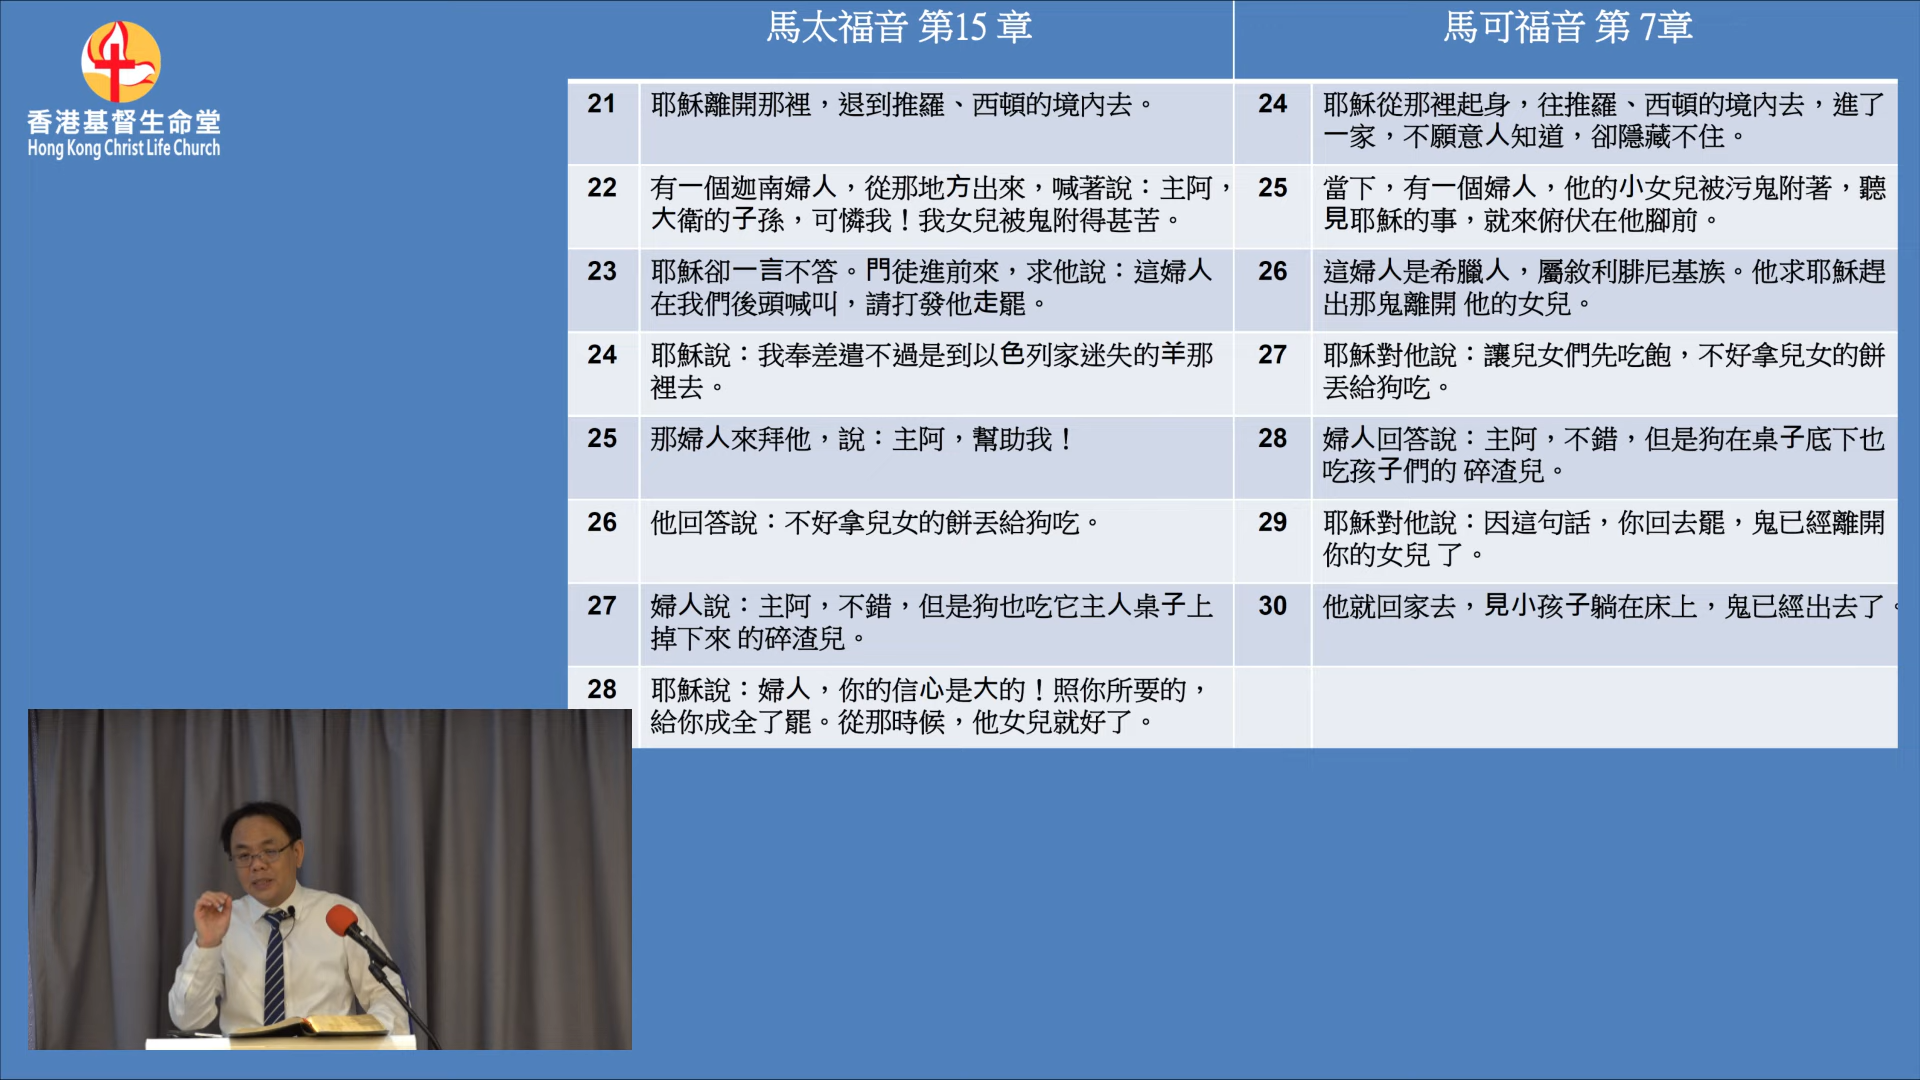 香港基督生命堂
Hong Kong Christ Life Church
馬太福音 第15 章
馬可福音 第 7章
21
耶穌離開那裡，退到推羅、西頓的境內去。
24
耶穌從那裡起身，往推羅、西頓的境內去，進了
一家，不願意人知道，卻隱藏不住。
22
有一個迦南婦人，從那地方出來，喊著說：主阿，
大衛的子孫，可憐我！我女兒被鬼附得甚苦。
25
當下，有一個婦人，他的小女兒被污鬼附著，聽
見耶穌的事，就來俯伏在他腳前。
23
耶穌卻一言不答。門徒進前來，求他說：這婦人
在我們後頭喊叫，請打發他走罷。
26
這婦人是希臘人，屬敘利腓尼基族。他求耶穌趕
出那鬼離開 他的女兒。
24
耶穌說：我奉差遣不過是到以色列家迷失的羊那
裡去。
27
耶穌對他說：讓兒女們先吃飽，不好拿兒女的餅
丟給狗吃。
25
那婦人來拜他，說：主阿，幫助我！
28
婦人回答說：主阿，不錯，但是狗在桌子底下也
吃孩子們的 碎渣兒。
26
他回答說：不好拿兒女的餅丟給狗吃。
29
耶穌對他說：因這句話，你回去罷，鬼已經離開
你的女兒 了。
27
婦人說：主阿，不錯，但是狗也吃它主人桌子上
掉下來 的碎渣兒。
30
他就回家去，見小孩子躺在床上，鬼已經出去了。
28
耶穌說：婦人，你的信心是大的！照你所要的，
給你成全了罷。從那時候，他女兒就好了。